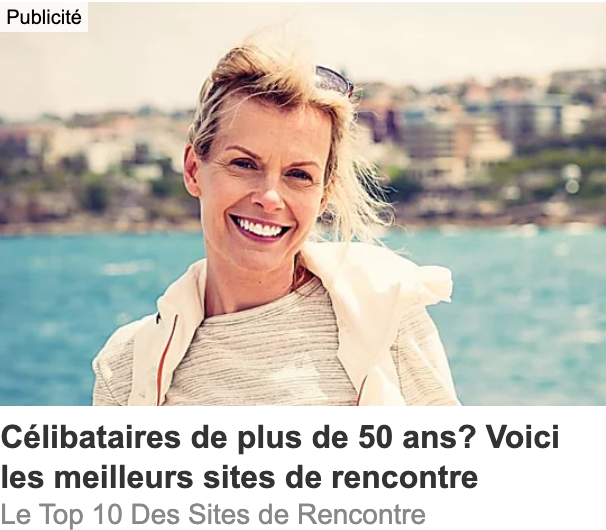 Publicité
Célibataires de plus de 50 ans? Voici
les meilleurs sites de rencontre
Le Top 10 Des Sites de Rencontre